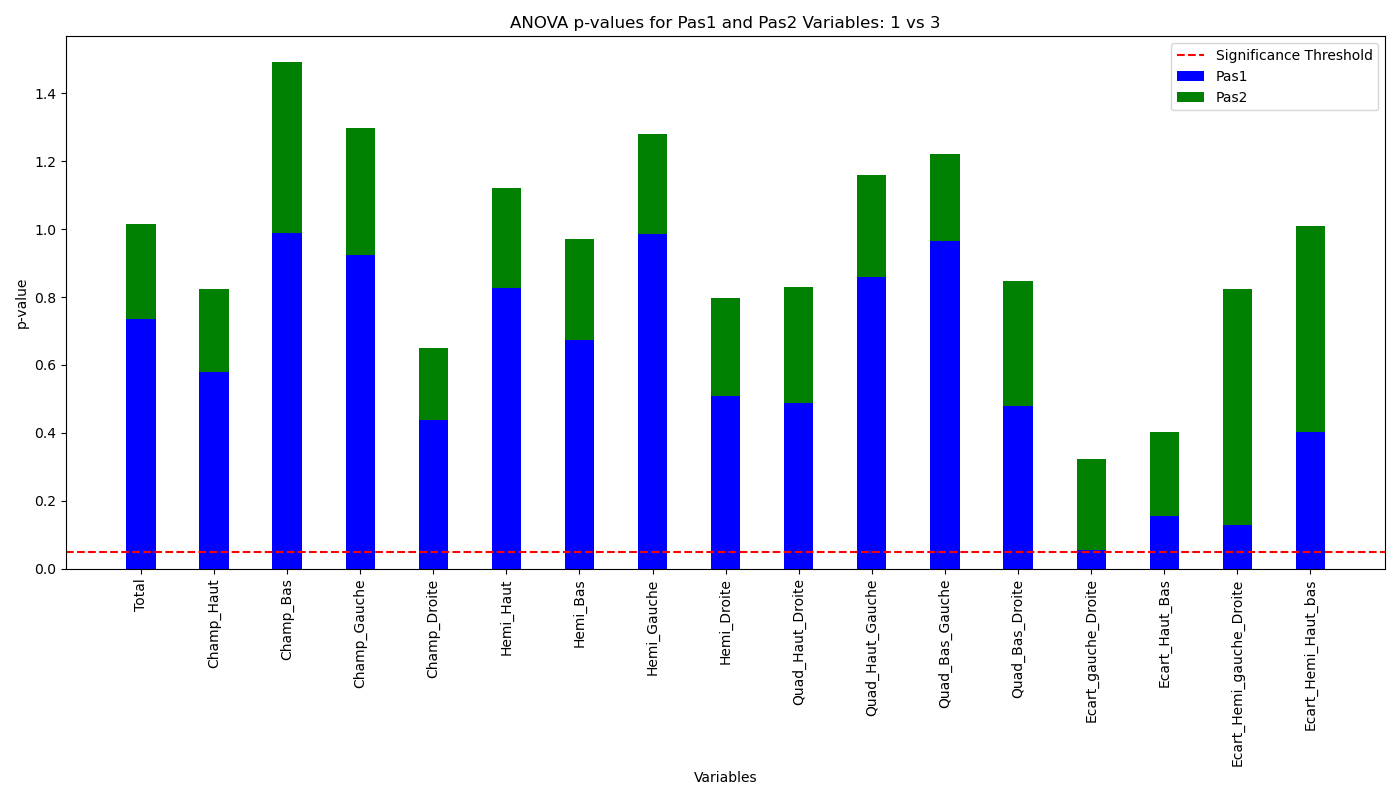 ANOVA p-values for Pas1 and Pas2 Variables: 1 vs 3
Significance Threshold
Pas1
Pas2
p-value
1.4
1.2
1.0
0.8
0.6
0.4
0.2
0.0
Total
Champ_Haut
Champ_Bas
Champ_Gauche
Champ_Droite
Hemi_Haut
Hemi_Bas
Hemi_Gauche
Hemi_Droite
Quad_Haut_Droite
Quad_Haut_Gauche
Quad_Bas_Gauche
Quad_Bas_Droite
Ecart_gauche_Droite
Ecart_Haut_Bas
Ecart_Hemi_gauche_Droite
Ecart_Hemi_Haut_bas
Variables